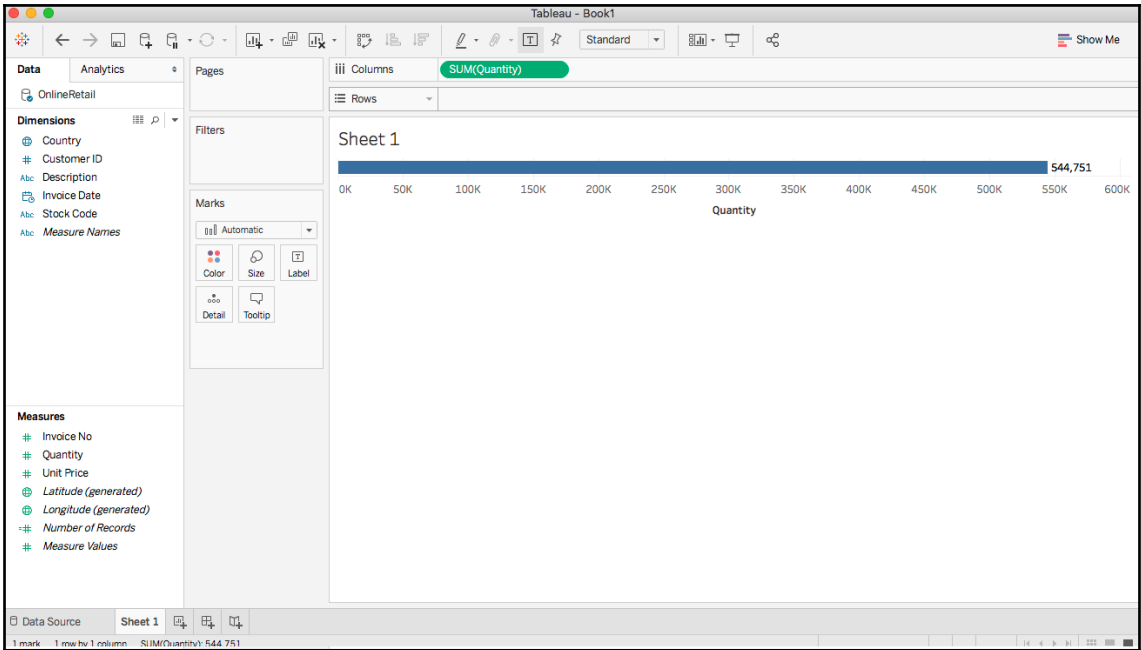 Tableau - Book1
Standard
Show Me
Data
Analytics
OnlineRetail
Dimensions
Country
Customer ID
Abc Description
Invoice Date
Abc Stock Code
Abc Measure Names
Measures
Invoice No
Quantity
Unit Price
Latitude (generated)
Longitude (generated)
Number of Records
Measure Values
Pages
Filters
Marks
Automatic
Color Size Label
Detail Tooltip
Columns SUM(Quantity)
Rows
Sheet 1
544,751
0K 50K 100K 150K 200K 250K 300K 350K 400K 450K 500K 550K 600K
Quantity
Data Source Sheet 1
1 mark 1 row by 1 column SUM(Quantity): 544,751